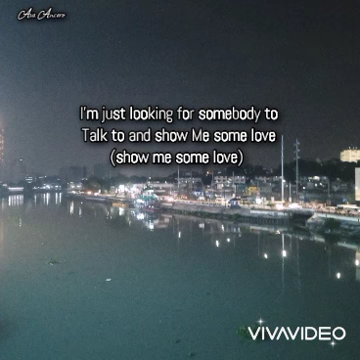 I'm just looking for somebody to
Talk to and show Me some love
(show me some love)
VIVAVIDEO